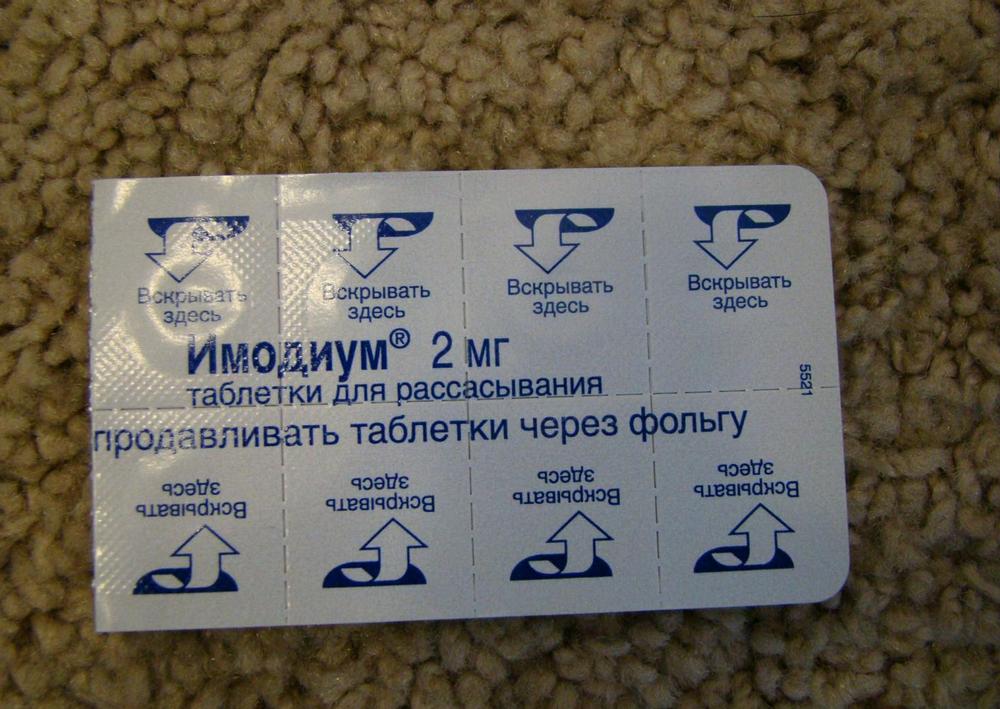 Вскрывать
здесь
Вскрывать
здесь
Вскрывать
здесь
Вскрывать
здесь
Имодиум® 2 мг
таблетки для рассасывания
5521
продавливать таблетки через фольгу
Вскрывать
здесь
Вскрывать
здесь
Вскрывать
здесь
Вскрывать
здесь